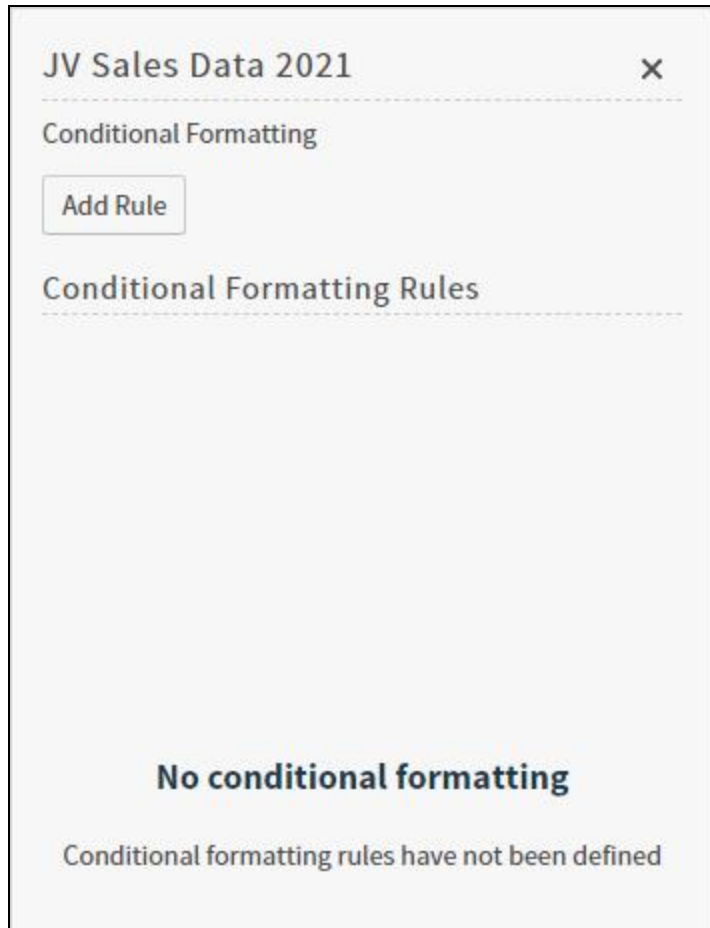 JV Sales Data 2021
Conditional Formatting
Add Rule
Conditional Formatting Rules
No conditional formatting
Conditional formatting rules have not been defined